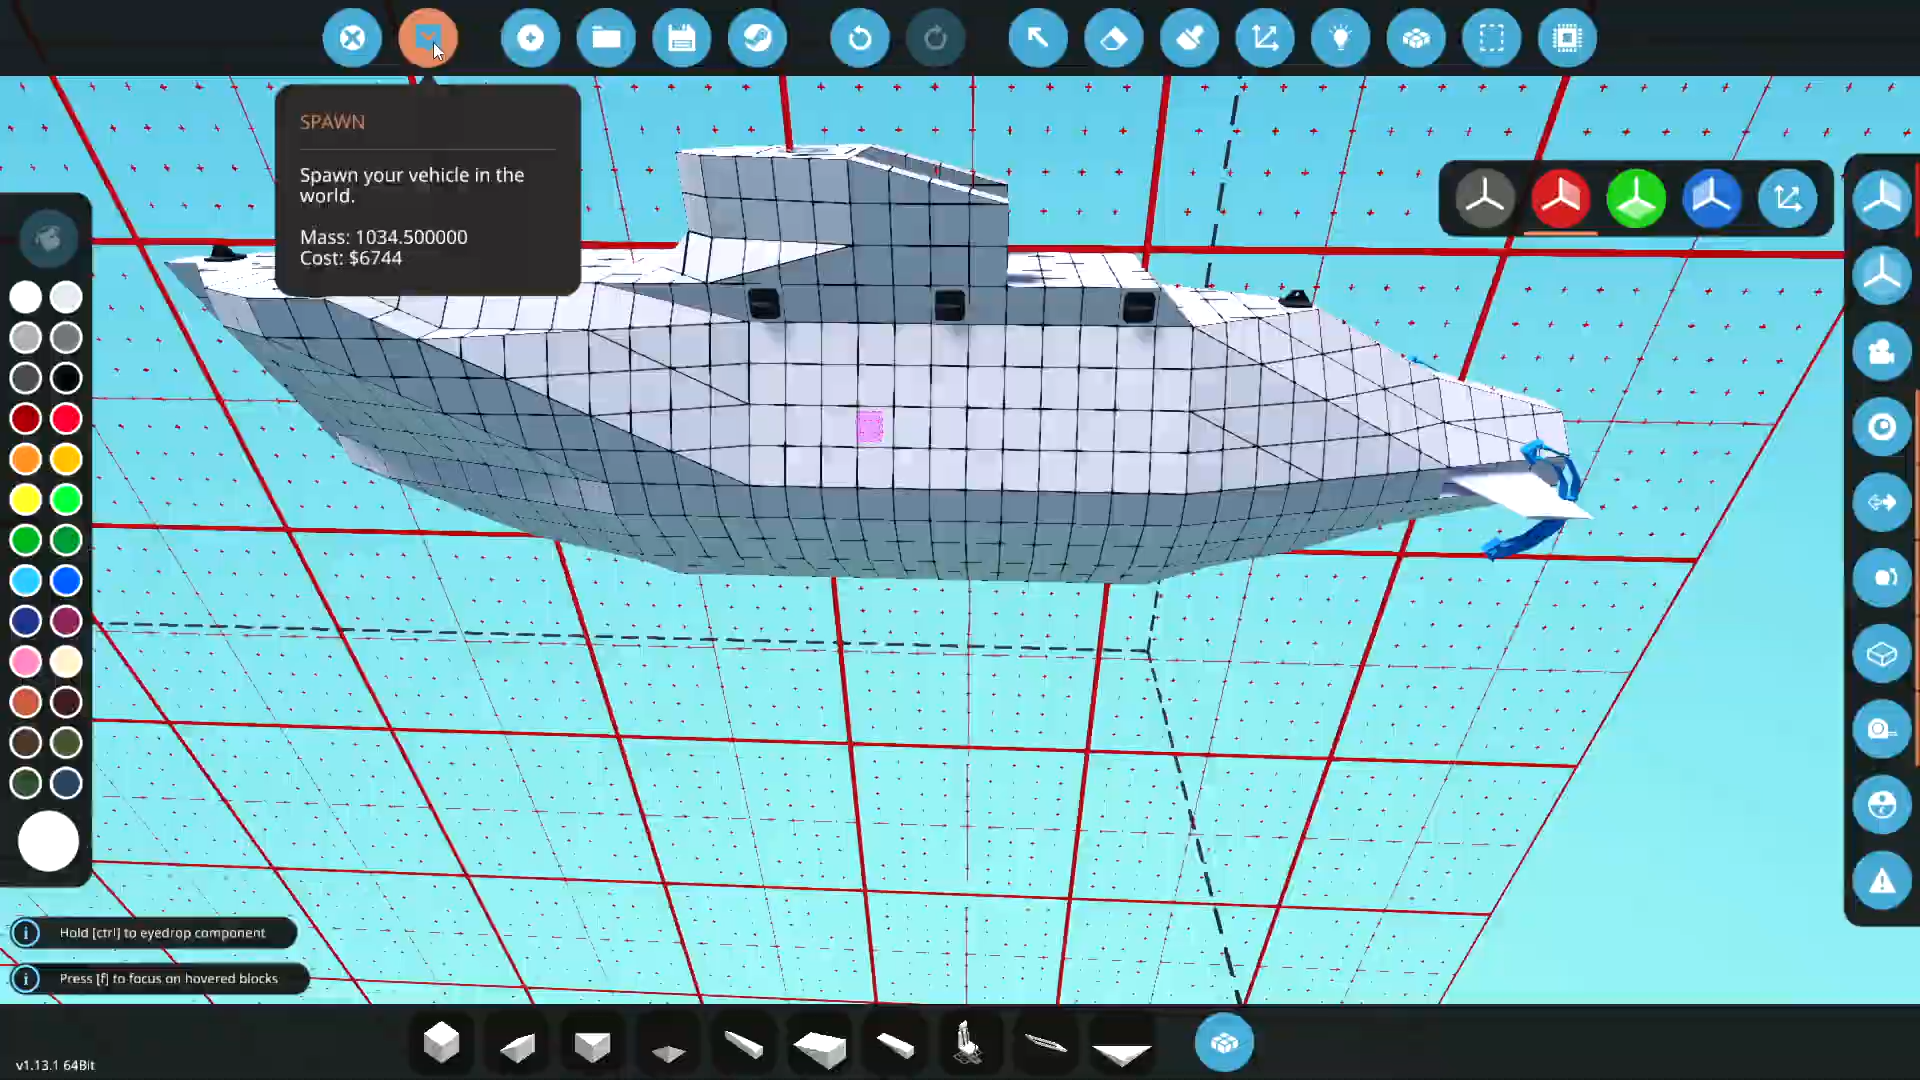 SPAWN
Spawn your vehicle in the
world.
Mass: 1034.500000
Cost: $6744
Hold [ctrl] to eyedrop component
Press [f] to focus on hovered blocks
v1.13.1 64Bit